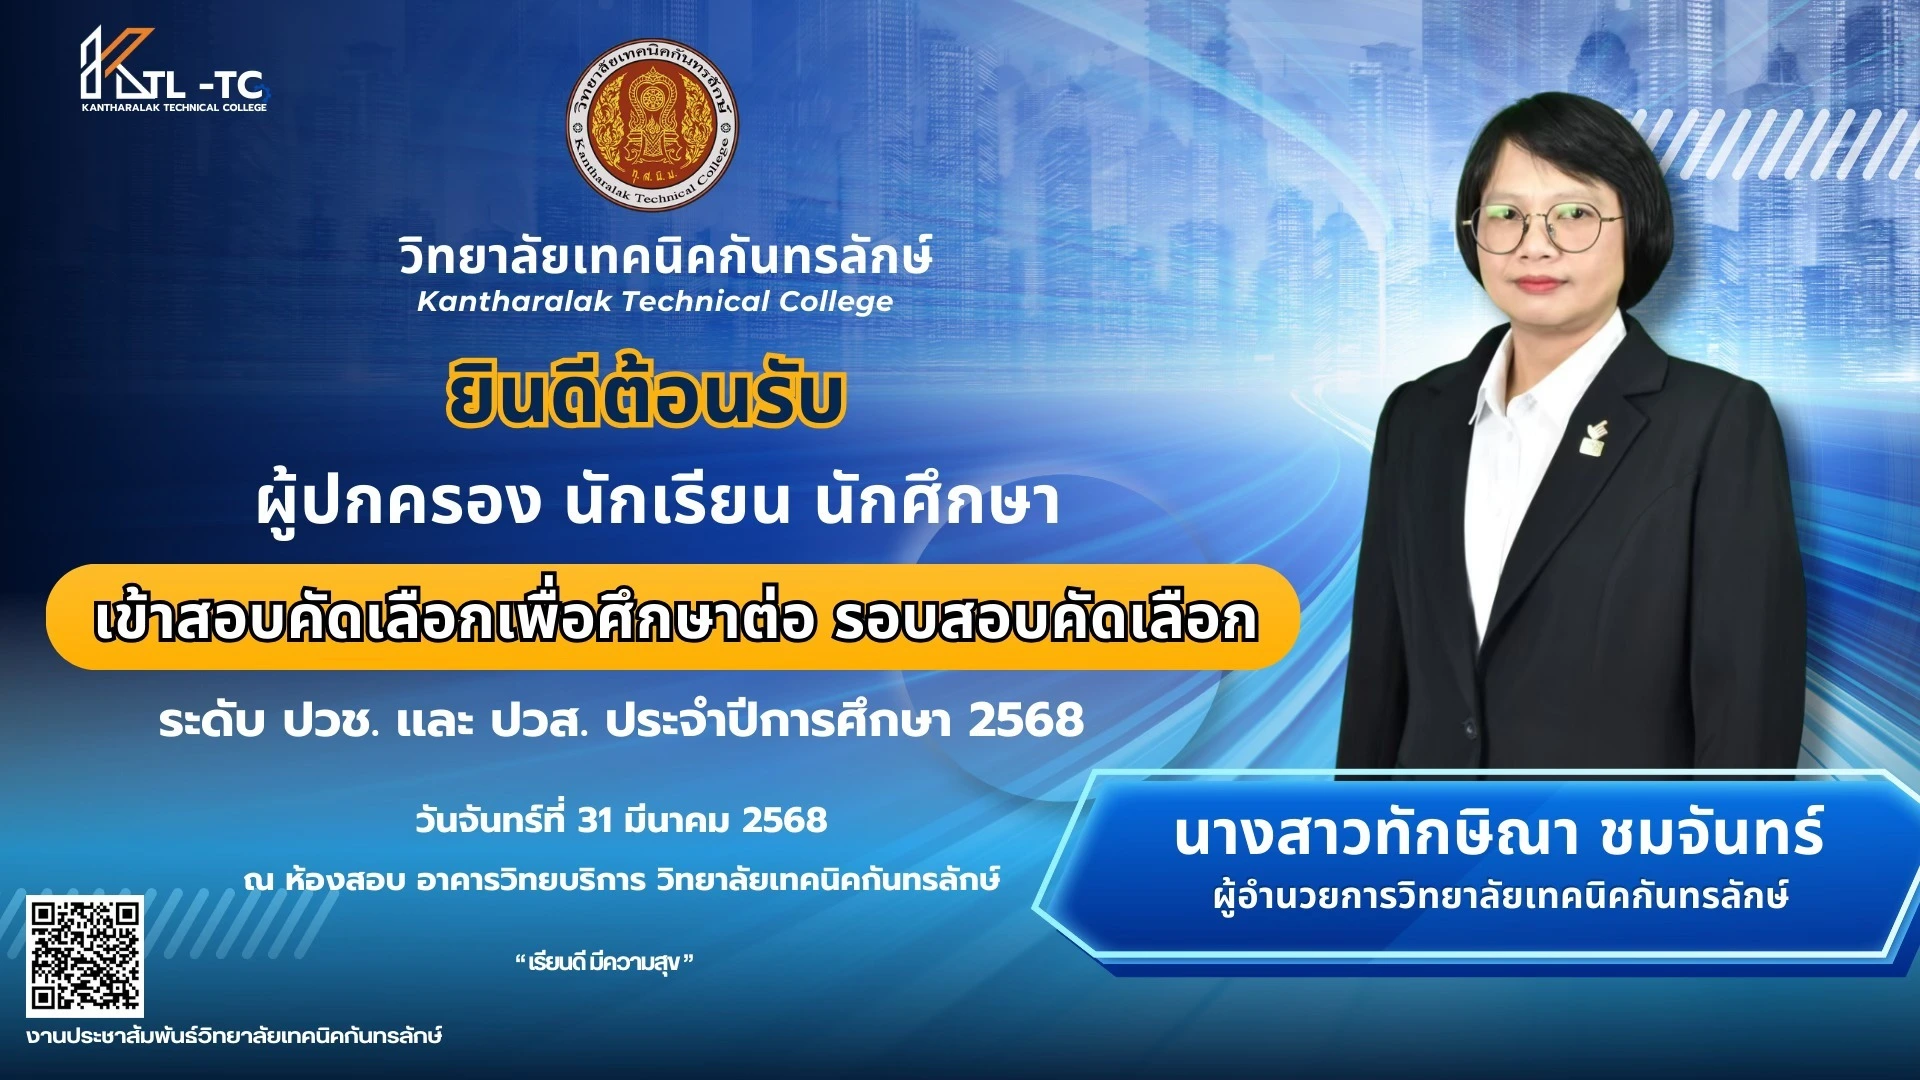 KTL -TC
KANTHARALAK TECHNICAL COLLEGE
วิทยาลัยเทคนิคกันทรลักษ์
ทุ. ส. นิ. ม.
Kantharalak Technical College
วิทยาลัยเทคนิคกันทรลักษ์
Kantharalak Technical College
ยินดีต้อนรับ
ผู้ปกครอง นักเรียน นักศึกษา
เข้าสอบคัดเลือกเพื่อศึกษาต่อ รอบสอบคัดเลือก
ระดับ ปวช. และ ปวส. ประจำปีการศึกษา 2568
วันจันทร์ที่ 31 มีนาคม 2568
ณ ห้องสอบ อาคารวิทยบริการ วิทยาลัยเทคนิคกันทรลักษ์
“ เรียนดี มีความสุข ”
นางสาวทักษิณา ชมจันทร์
ผู้อำนวยการวิทยาลัยเทคนิคกันทรลักษ์
งานประชาสัมพันธ์วิทยาลัยเทคนิคกันทรลักษ์